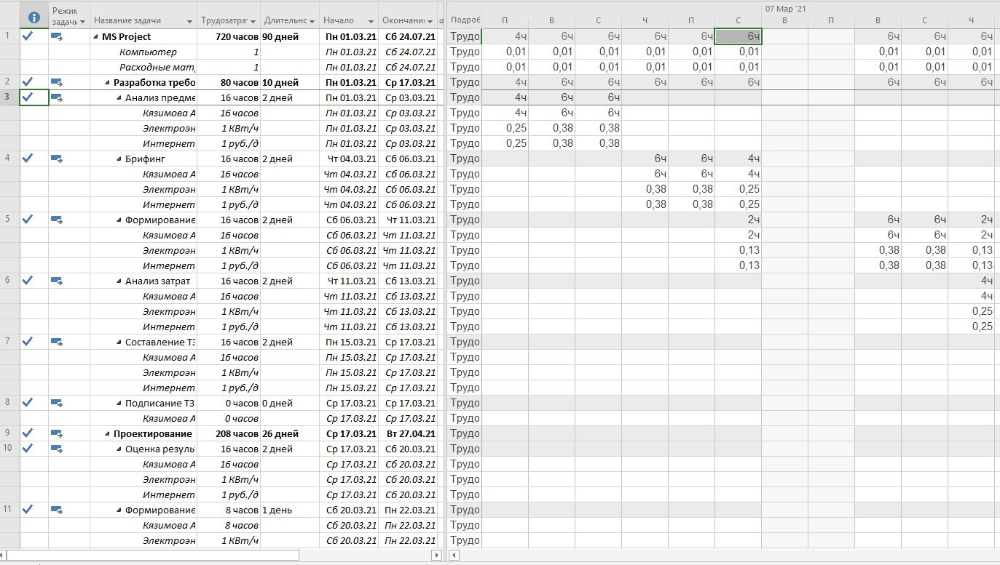 07 Мар '21
Режим задачи Название задачи Трудозатрат Длительнс Начало Окончание Подроб П В С Ч П С В П В С Ч
1 MS Project 720 часов 90 дней Пн 01.03.21 Сб 24.07.21 Трудо 4ч 6ч 6ч 6ч 6ч 6ч 6ч 6ч 6ч
Компьютер 1 Пн 01.03.21 Сб 24.07.21 Трудо 0,01 0,01 0,01 0,01 0,01 0,01 0,01 0,01 0,01
Расходные мат 1 Пн 01.03.21 Сб 24.07.21 Трудо 0,01 0,01 0,01 0,01 0,01 0,01 0,01 0,01 0,01
2 Разработка требо 80 часов 10 дней Пн 01.03.21 Ср 17.03.21 Трудо 4ч 6ч 6ч 6ч 6ч 6ч 6ч 6ч 6ч
3 Анализ предме 16 часов 2 дней Пн 01.03.21 Ср 03.03.21 Трудо 4ч 6ч 6ч
Кязимова А 16 часов Пн 01.03.21 Ср 03.03.21 Трудо 4ч 6ч 6ч
Электроэн 1 КВт/ч Пн 01.03.21 Ср 03.03.21 Трудо 0,25 0,38 0,38
Интернет 1 руб./д Пн 01.03.21 Ср 03.03.21 Трудо 0,25 0,38 0,38
4 Брифинг 16 часов 2 дней Чт 04.03.21 Сб 06.03.21 Трудо 6ч 6ч 4ч
Кязимова А 16 часов Чт 04.03.21 Сб 06.03.21 Трудо 6ч 6ч 4ч
Электроэн 1 КВт/ч Чт 04.03.21 Сб 06.03.21 Трудо 0,38 0,38 0,25
Интернет 1 руб./д Чт 04.03.21 Сб 06.03.21 Трудо 0,38 0,38 0,25
5 Формирование 16 часов 2 дней Сб 06.03.21 Чт 11.03.21 Трудо 2ч 6ч 6ч 2ч
Кязимова А 16 часов Сб 06.03.21 Чт 11.03.21 Трудо 2ч 6ч 6ч 2ч
Электроэн 1 КВт/ч Сб 06.03.21 Чт 11.03.21 Трудо 0,13 0,38 0,38 0,13
Интернет 1 руб./д Сб 06.03.21 Чт 11.03.21 Трудо 0,13 0,38 0,38 0,13
6 Анализ затрат 16 часов 2 дней Чт 11.03.21 Сб 13.03.21 Трудо 4ч
Кязимова А 16 часов Чт 11.03.21 Сб 13.03.21 Трудо 4ч
Электроэн 1 КВт/ч Чт 11.03.21 Сб 13.03.21 Трудо 0,25
Интернет 1 руб./д Чт 11.03.21 Сб 13.03.21 Трудо 0,25
7 Составление ТЗ 16 часов 2 дней Пн 15.03.21 Ср 17.03.21 Трудо
Кязимова А 16 часов Пн 15.03.21 Ср 17.03.21 Трудо
Электроэн 1 КВт/ч Пн 15.03.21 Ср 17.03.21 Трудо
Интернет 1 руб./д Пн 15.03.21 Ср 17.03.21 Трудо
8 Подписание ТЗ 0 часов 0 дней Ср 17.03.21 Ср 17.03.21 Трудо
Кязимова А 0 часов Ср 17.03.21 Ср 17.03.21 Трудо
9 Проектирование 208 часов 26 дней Ср 17.03.21 Вт 27.04.21 Трудо
10 Оценка резуль 16 часов 2 дней Ср 17.03.21 Сб 20.03.21 Трудо
Кязимова А 16 часов Ср 17.03.21 Сб 20.03.21 Трудо
Электроэн 1 КВт/ч Ср 17.03.21 Сб 20.03.21 Трудо
Интернет 1 руб./д Ср 17.03.21 Сб 20.03.21 Трудо
11 Формирование 8 часов 1 день Сб 20.03.21 Пн 22.03.21 Трудо
Кязимова А 8 часов Сб 20.03.21 Пн 22.03.21 Трудо
Электроэн 1 КВт/ч Сб 20.03.21 Пн 22.03.21 Трудо